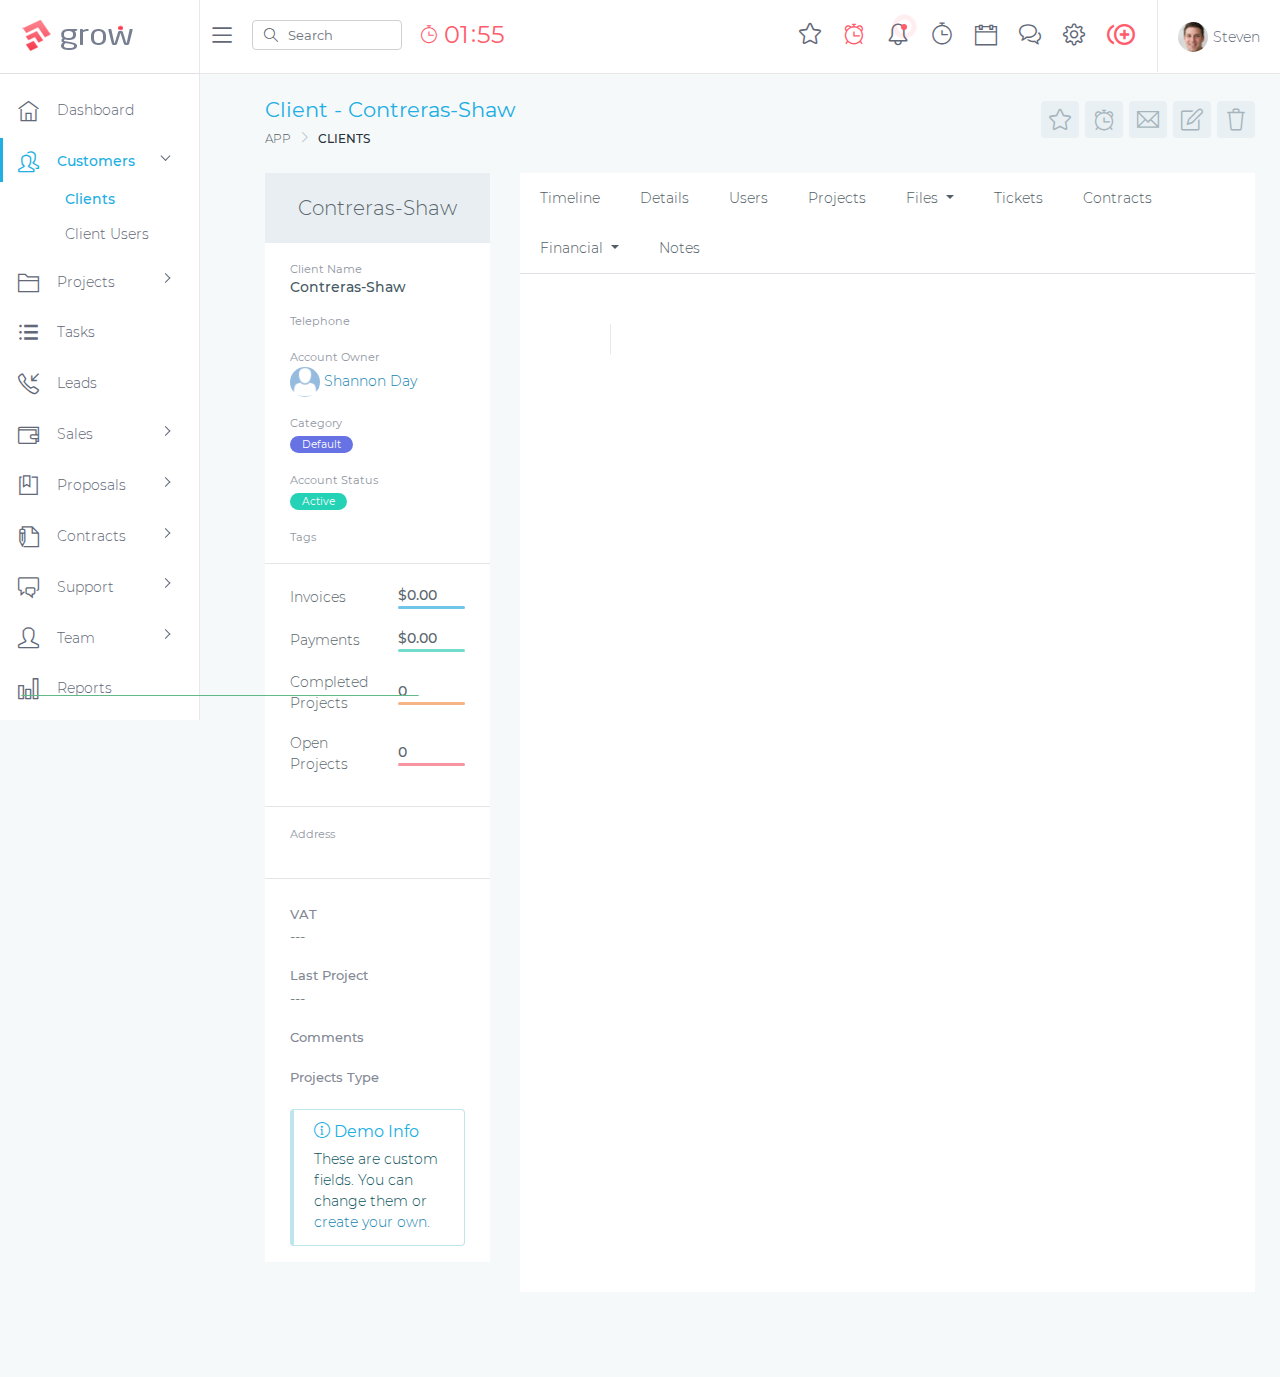 grow
Search
01:55
Steven
Dashboard
Customers
Clients
Client Users
Projects
Tasks
Leads
Sales
Proposals
Contracts
Support
Team
Reports
Client - Contreras-Shaw
APP
CLIENTS
Contreras-Shaw
Client Name
Contreras-Shaw
Telephone
Account Owner
Shannon Day
Category
Default
Account Status
Active
Tags
Invoices
$0.00
Payments
$0.00
Completed
Projects
0
Open
Projects
0
Address
VAT
---
Last Project
---
Comments
Projects Type
Demo Info
These are custom
fields. You can
change them or
create your own.
Timeline
Details
Users
Projects
Files
Tickets
Contracts
Financial
Notes